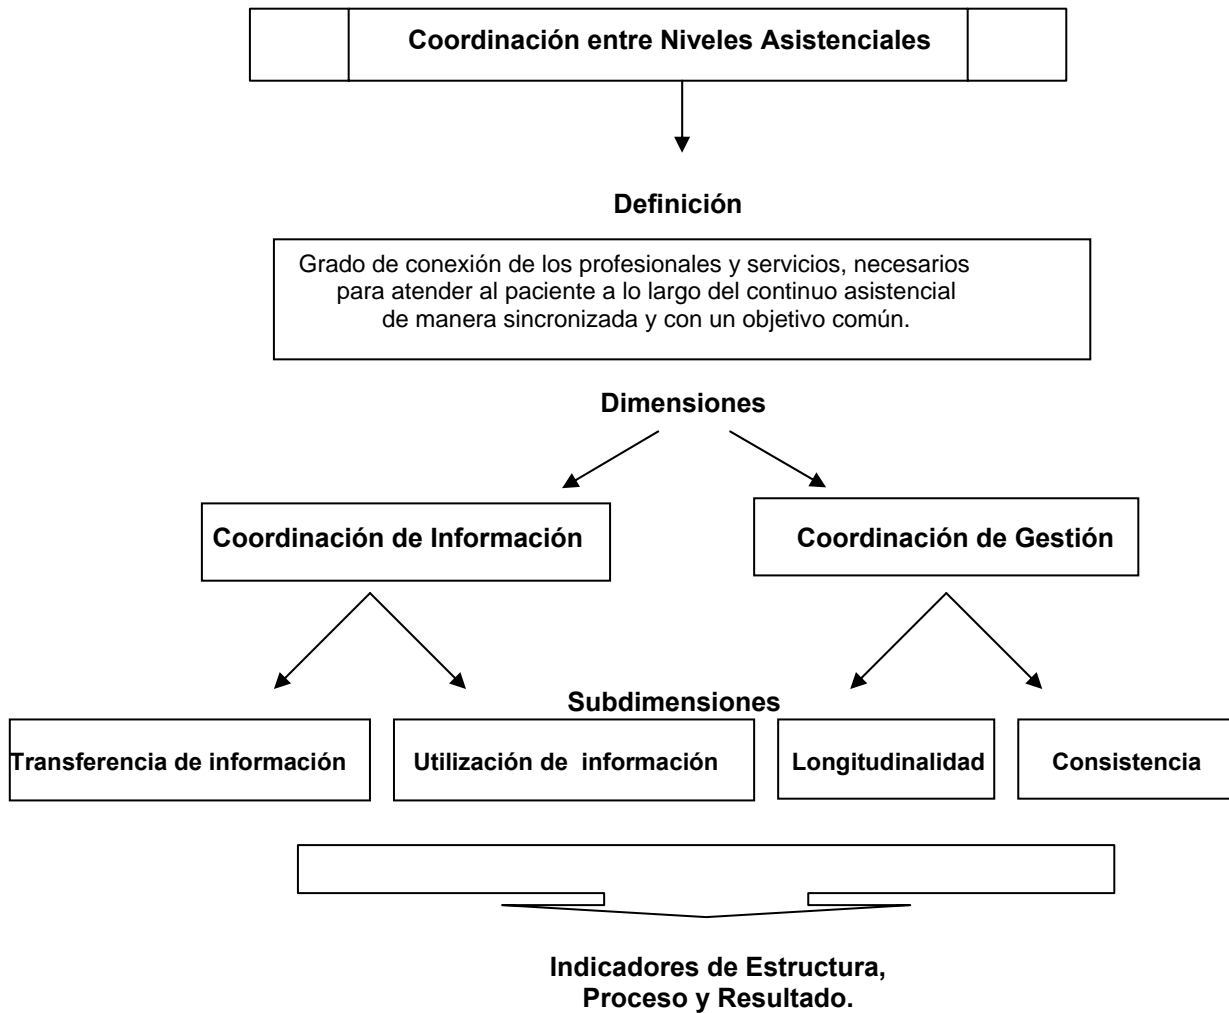 Coordinación entre Niveles Asistenciales
Definición
Grado de conexión de los profesionales y servicios, necesarios
para atender al paciente a lo largo del continuo asistencial
de manera sincronizada y con un objetivo común.
Dimensiones
Coordinación de Información
Coordinación de Gestión
Subdimensiones
Transferencia de información
Utilización de información
Longitudinalidad
Consistencia
Indicadores de Estructura,
Proceso y Resultado.